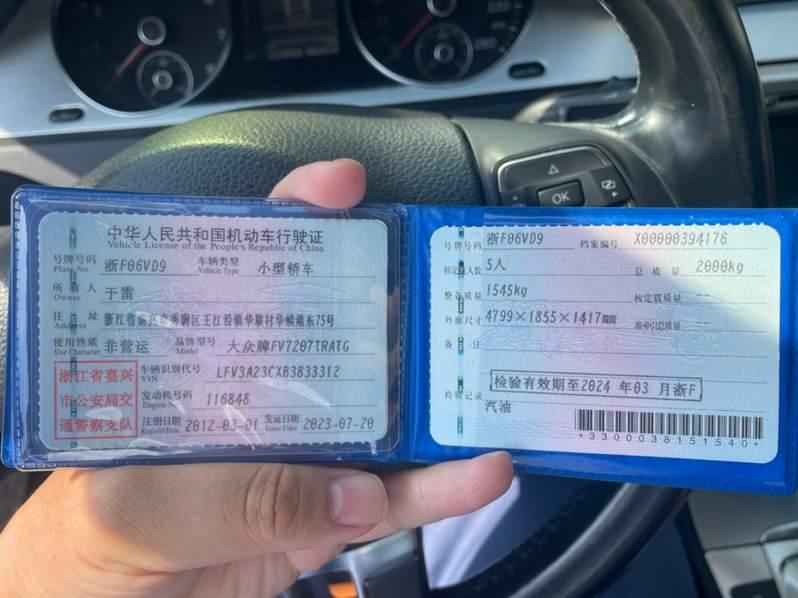 中华人民共和国机动车行驶证
Vehicle License of the People's Republic of China
号牌号码 浙F06VD9 车辆类型 小型轿车
Plate No. Vehicle Type
所有人 于雷
Owner
住址 浙江省嘉兴市秀洲区王江泾镇华联村华岐港东75号
Address
使用性质 非营运 品牌型号 大众牌FV7207TRATG
Use Character Model
浙江省嘉兴
市公安局交
通警察支队
车辆识别代号 LFV3A23CXB3833312
VIN
发动机号码 116848
Engine No.
注册日期 2012-03-01 发证日期 2023-07-20
Register Date Issue Date
号牌号码 浙F06VD9 档案编号 X00000394176
核定载人数 5人 总质量 2000kg
整备质量 1545kg 核定载质量 --
外廓尺寸 4799×1855×1417mm 准牵引总质量 --
备注
检验有效期至2024 年03 月浙F
检验记录
汽油
*3300038151540*
OK